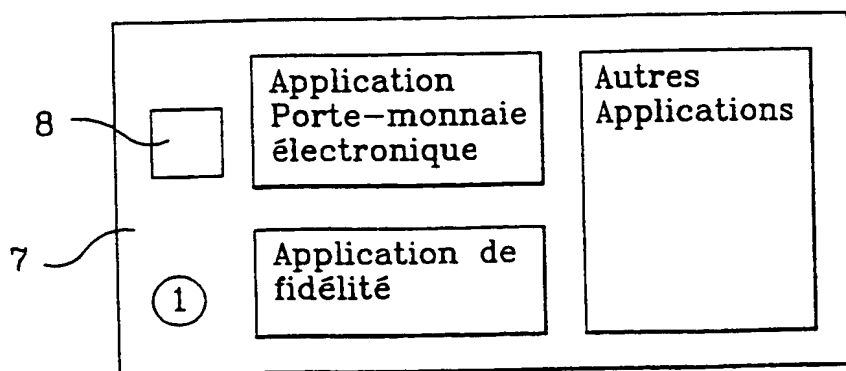 8
7
1
Application
Porte-monnaie
électronique
Application de
fidélité
Autres
Applications